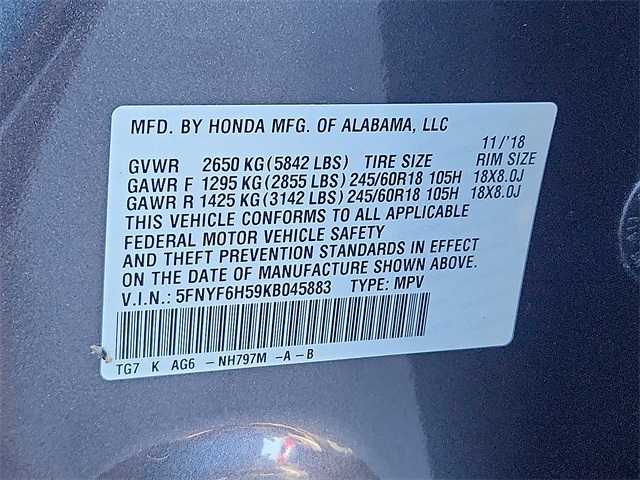 MFD. BY HONDA MFG. OF ALABAMA, LLC
11/'18
GVWR 2650 KG (5842 LBS) TIRE SIZE RIM SIZE
GAWR F 1295 KG (2855 LBS) 245/60R18 105H 18X8.0J
GAWR R 1425 KG (3142 LBS) 245/60R18 105H 18X8.0J
THIS VEHICLE CONFORMS TO ALL APPLICABLE
FEDERAL MOTOR VEHICLE SAFETY
AND THEFT PREVENTION STANDARDS IN EFFECT
ON THE DATE OF MANUFACTURE SHOWN ABOVE.
V.I.N.: 5FNYF6H59KB045883 TYPE: MPV
TG7 K AG6 -NH797M -A-B